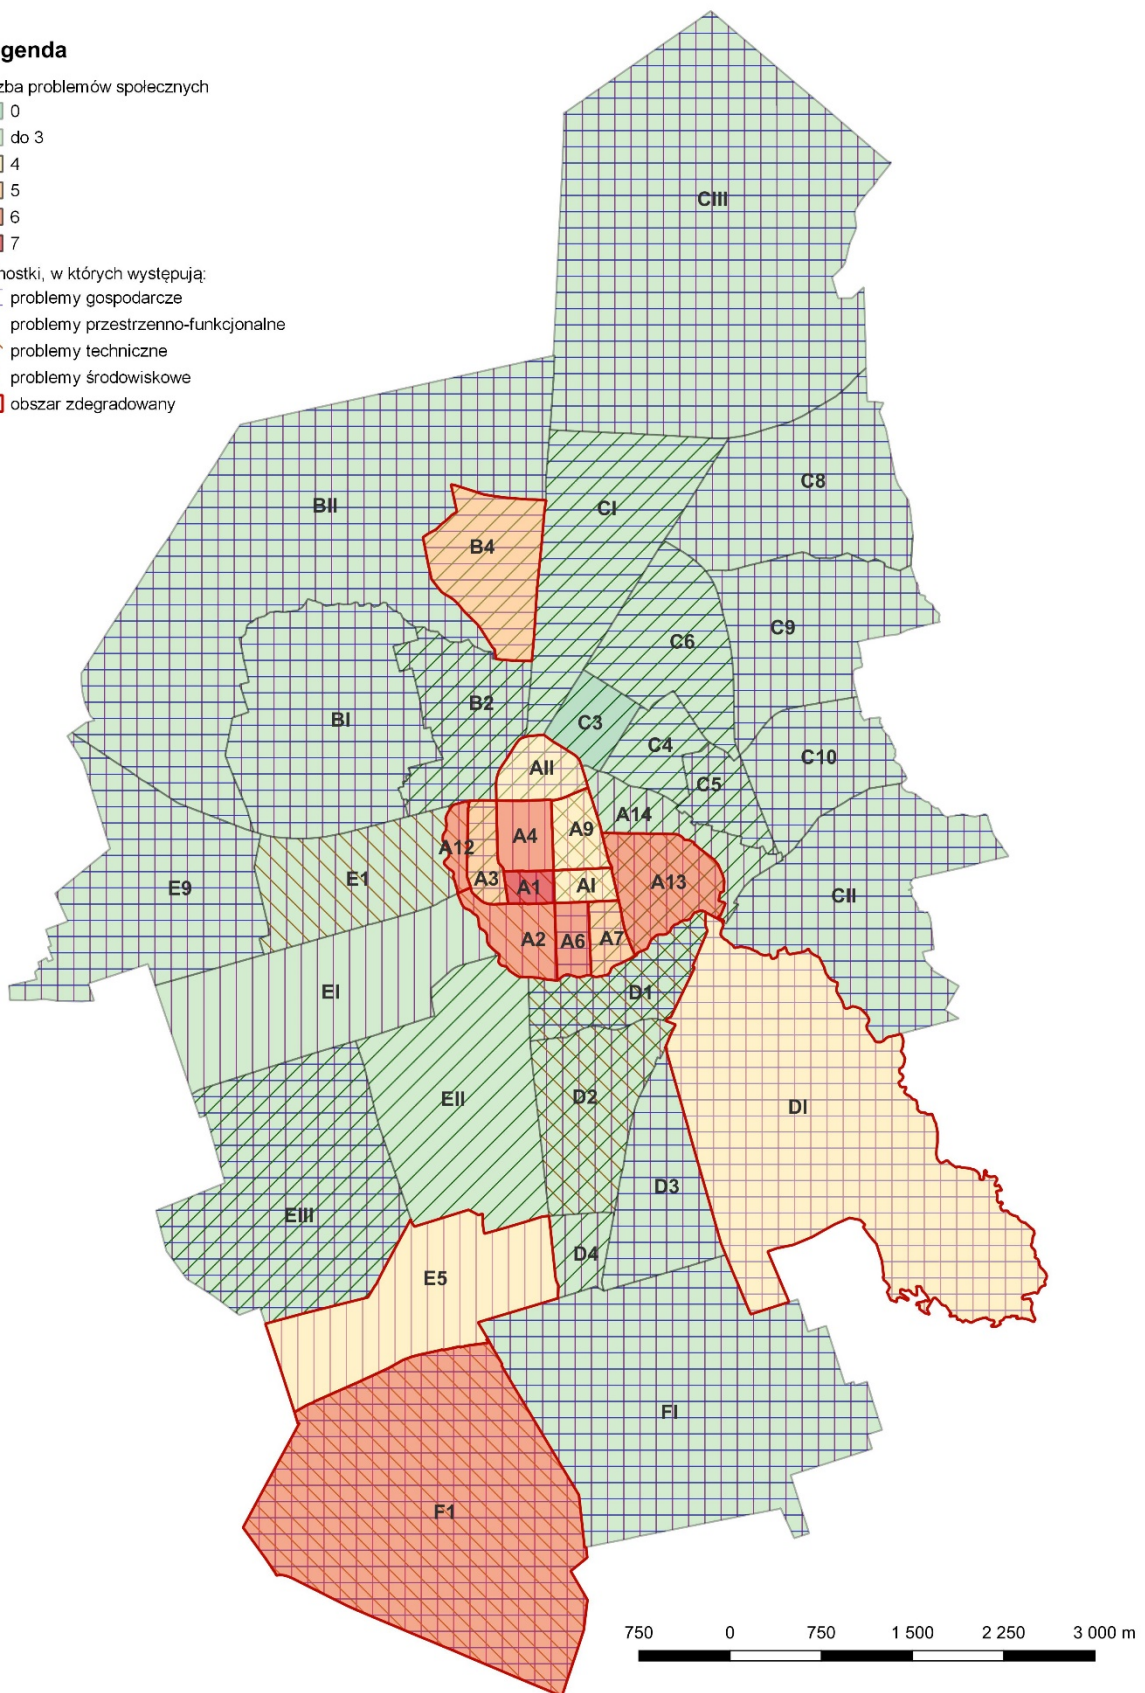 genda
zba problemów społecznych
0
do 3
4
5
6
7
nostki, w których występują:
problemy gospodarcze
problemy przestrzenno-funkcjonalne
problemy techniczne
problemy środowiskowe
obszar zdegradowany
CIII
C8
BII
CI
B4
C9
C6
B2
BI
C3
C4
C10
AII
C5
A14
A9
A4
A12
E1
A3
A1
AI
A13
E9
CII
A2
A6
A7
EI
D1
D2
EII
DI
D3
EIII
D4
E5
FI
F1
750 0 750 1 500 2 250 3 000 m